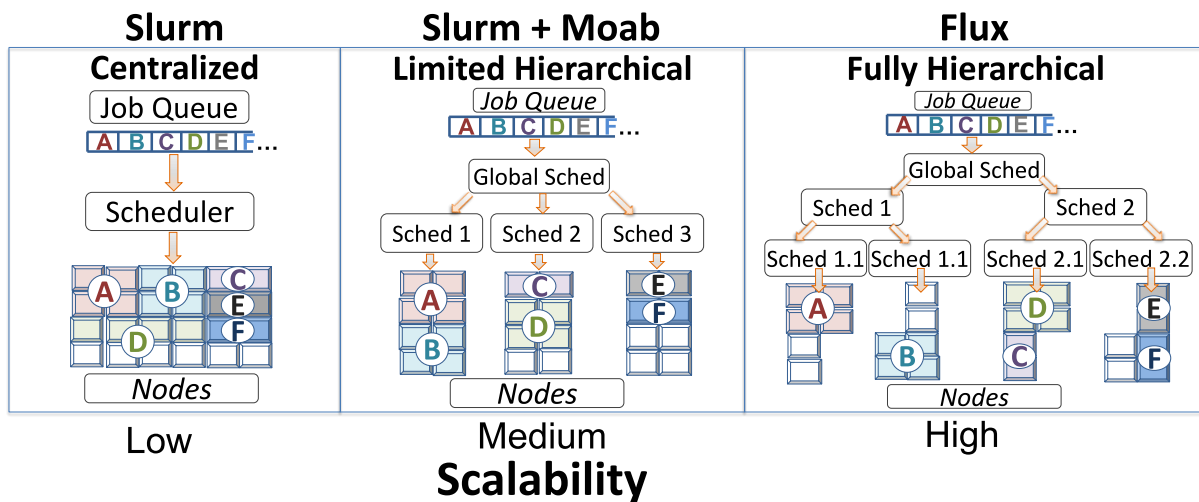 Slurm
Slurm + Moab
Flux
Centralized
Job Queue
A B C D E F...
Scheduler
A B C
E
D F
Nodes
Low
Limited Hierarchical
Job Queue
A B C D E F...
Global Sched
Sched 1 Sched 2 Sched 3
A C E
F
B D
Nodes
Medium
Fully Hierarchical
Job Queue
A B C D E F...
Global Sched
Sched 1 Sched 2
Sched 1.1 Sched 1.1 Sched 2.1 Sched 2.2
A D E
B C F
Nodes
High
Scalability